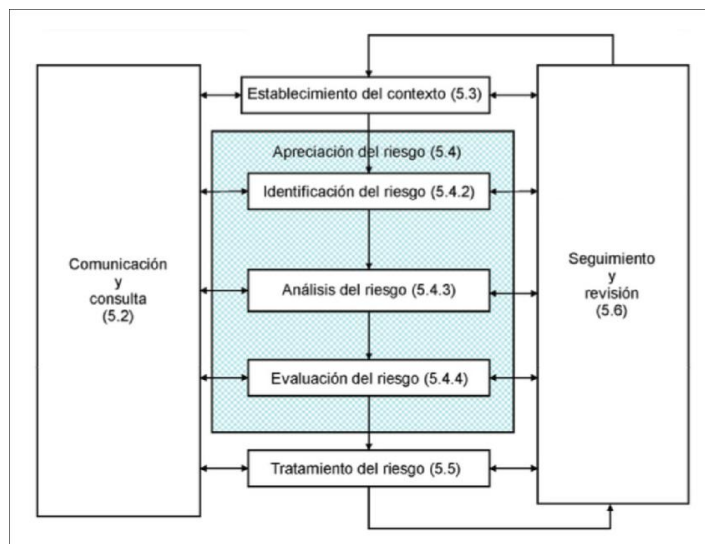 Establecimiento del contexto (5.3)
Apreciación del riesgo (5.4)
Identificación del riesgo (5.4.2)
Análisis del riesgo (5.4.3)
Evaluación del riesgo (5.4.4)
Tratamiento del riesgo (5.5)
Comunicación
y
consulta
(5.2)
Seguimiento
y
revisión
(5.6)